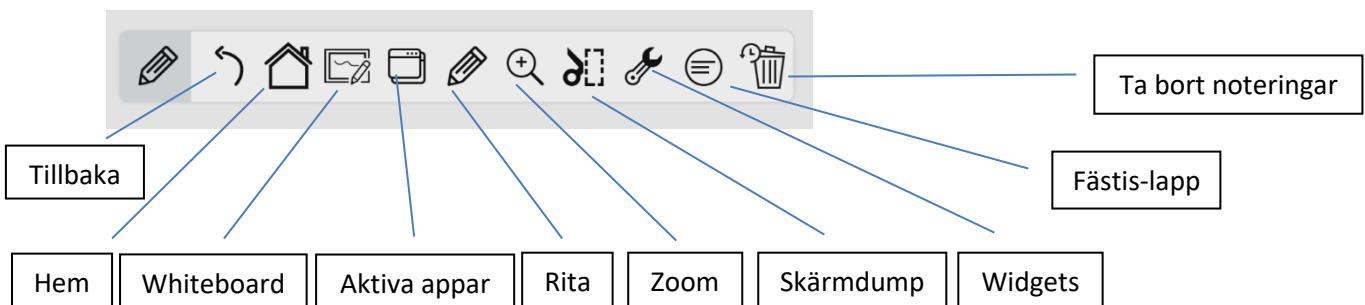 Ta bort noteringar
Tillbaka
Fästis-lapp
Hem
Whiteboard
Aktiva appar
Rita
Zoom
Skärmdump
Widgets